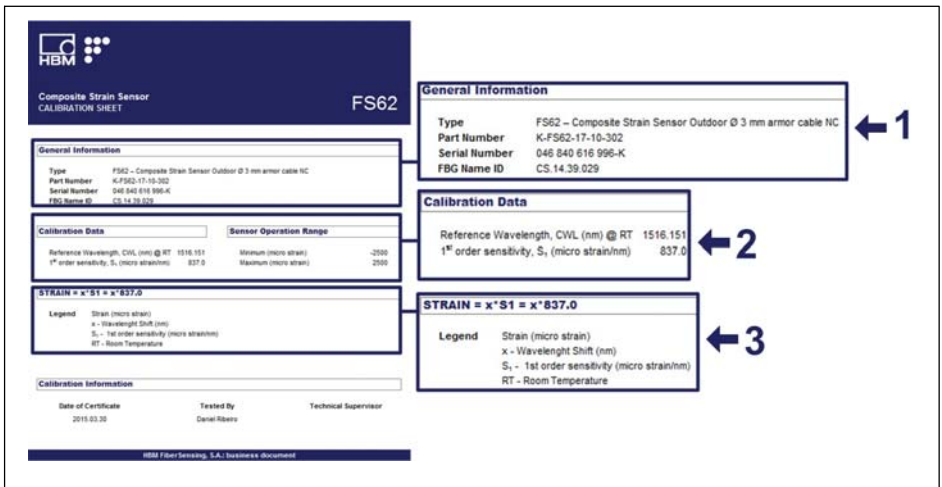 HBM
Composite Strain Sensor
CALIBRATION SHEET
FS62
General Information
Type FS62 – Composite Strain Sensor Outdoor Ø 3 mm armor cable NC
Part Number K-FS62-17-10-302
Serial Number 046 840 616 996-K
FBG Name ID CS.14.39.029
Calibration Data
Reference Wavelength, CWL (nm) @ RT 1516.151
1st order sensitivity, S₁ (micro strain/nm) 837.0
Sensor Operation Range
Minimum (micro strain) -2500
Maximum (micro strain) 2500
STRAIN = x*S1 = x*837.0
Legend Strain (micro strain)
x - Wavelenght Shift (nm)
S₁ - 1st order sensitivity (micro strain/nm)
RT - Room Temperature
Calibration Information
Date of Certificate Tested By Technical Supervisor
2015.03.30 Daniel Ribeiro
HBM FiberSensing, S.A.: business document
General Information
Type FS62 – Composite Strain Sensor Outdoor Ø 3 mm armor cable NC
Part Number K-FS62-17-10-302
Serial Number 046 840 616 996-K
FBG Name ID CS.14.39.029
1
Calibration Data
Reference Wavelength, CWL (nm) @ RT 1516.151
1st order sensitivity, S₁ (micro strain/nm) 837.0
2
STRAIN = x*S1 = x*837.0
Legend Strain (micro strain)
x - Wavelenght Shift (nm)
S₁ - 1st order sensitivity (micro strain/nm)
RT - Room Temperature
3